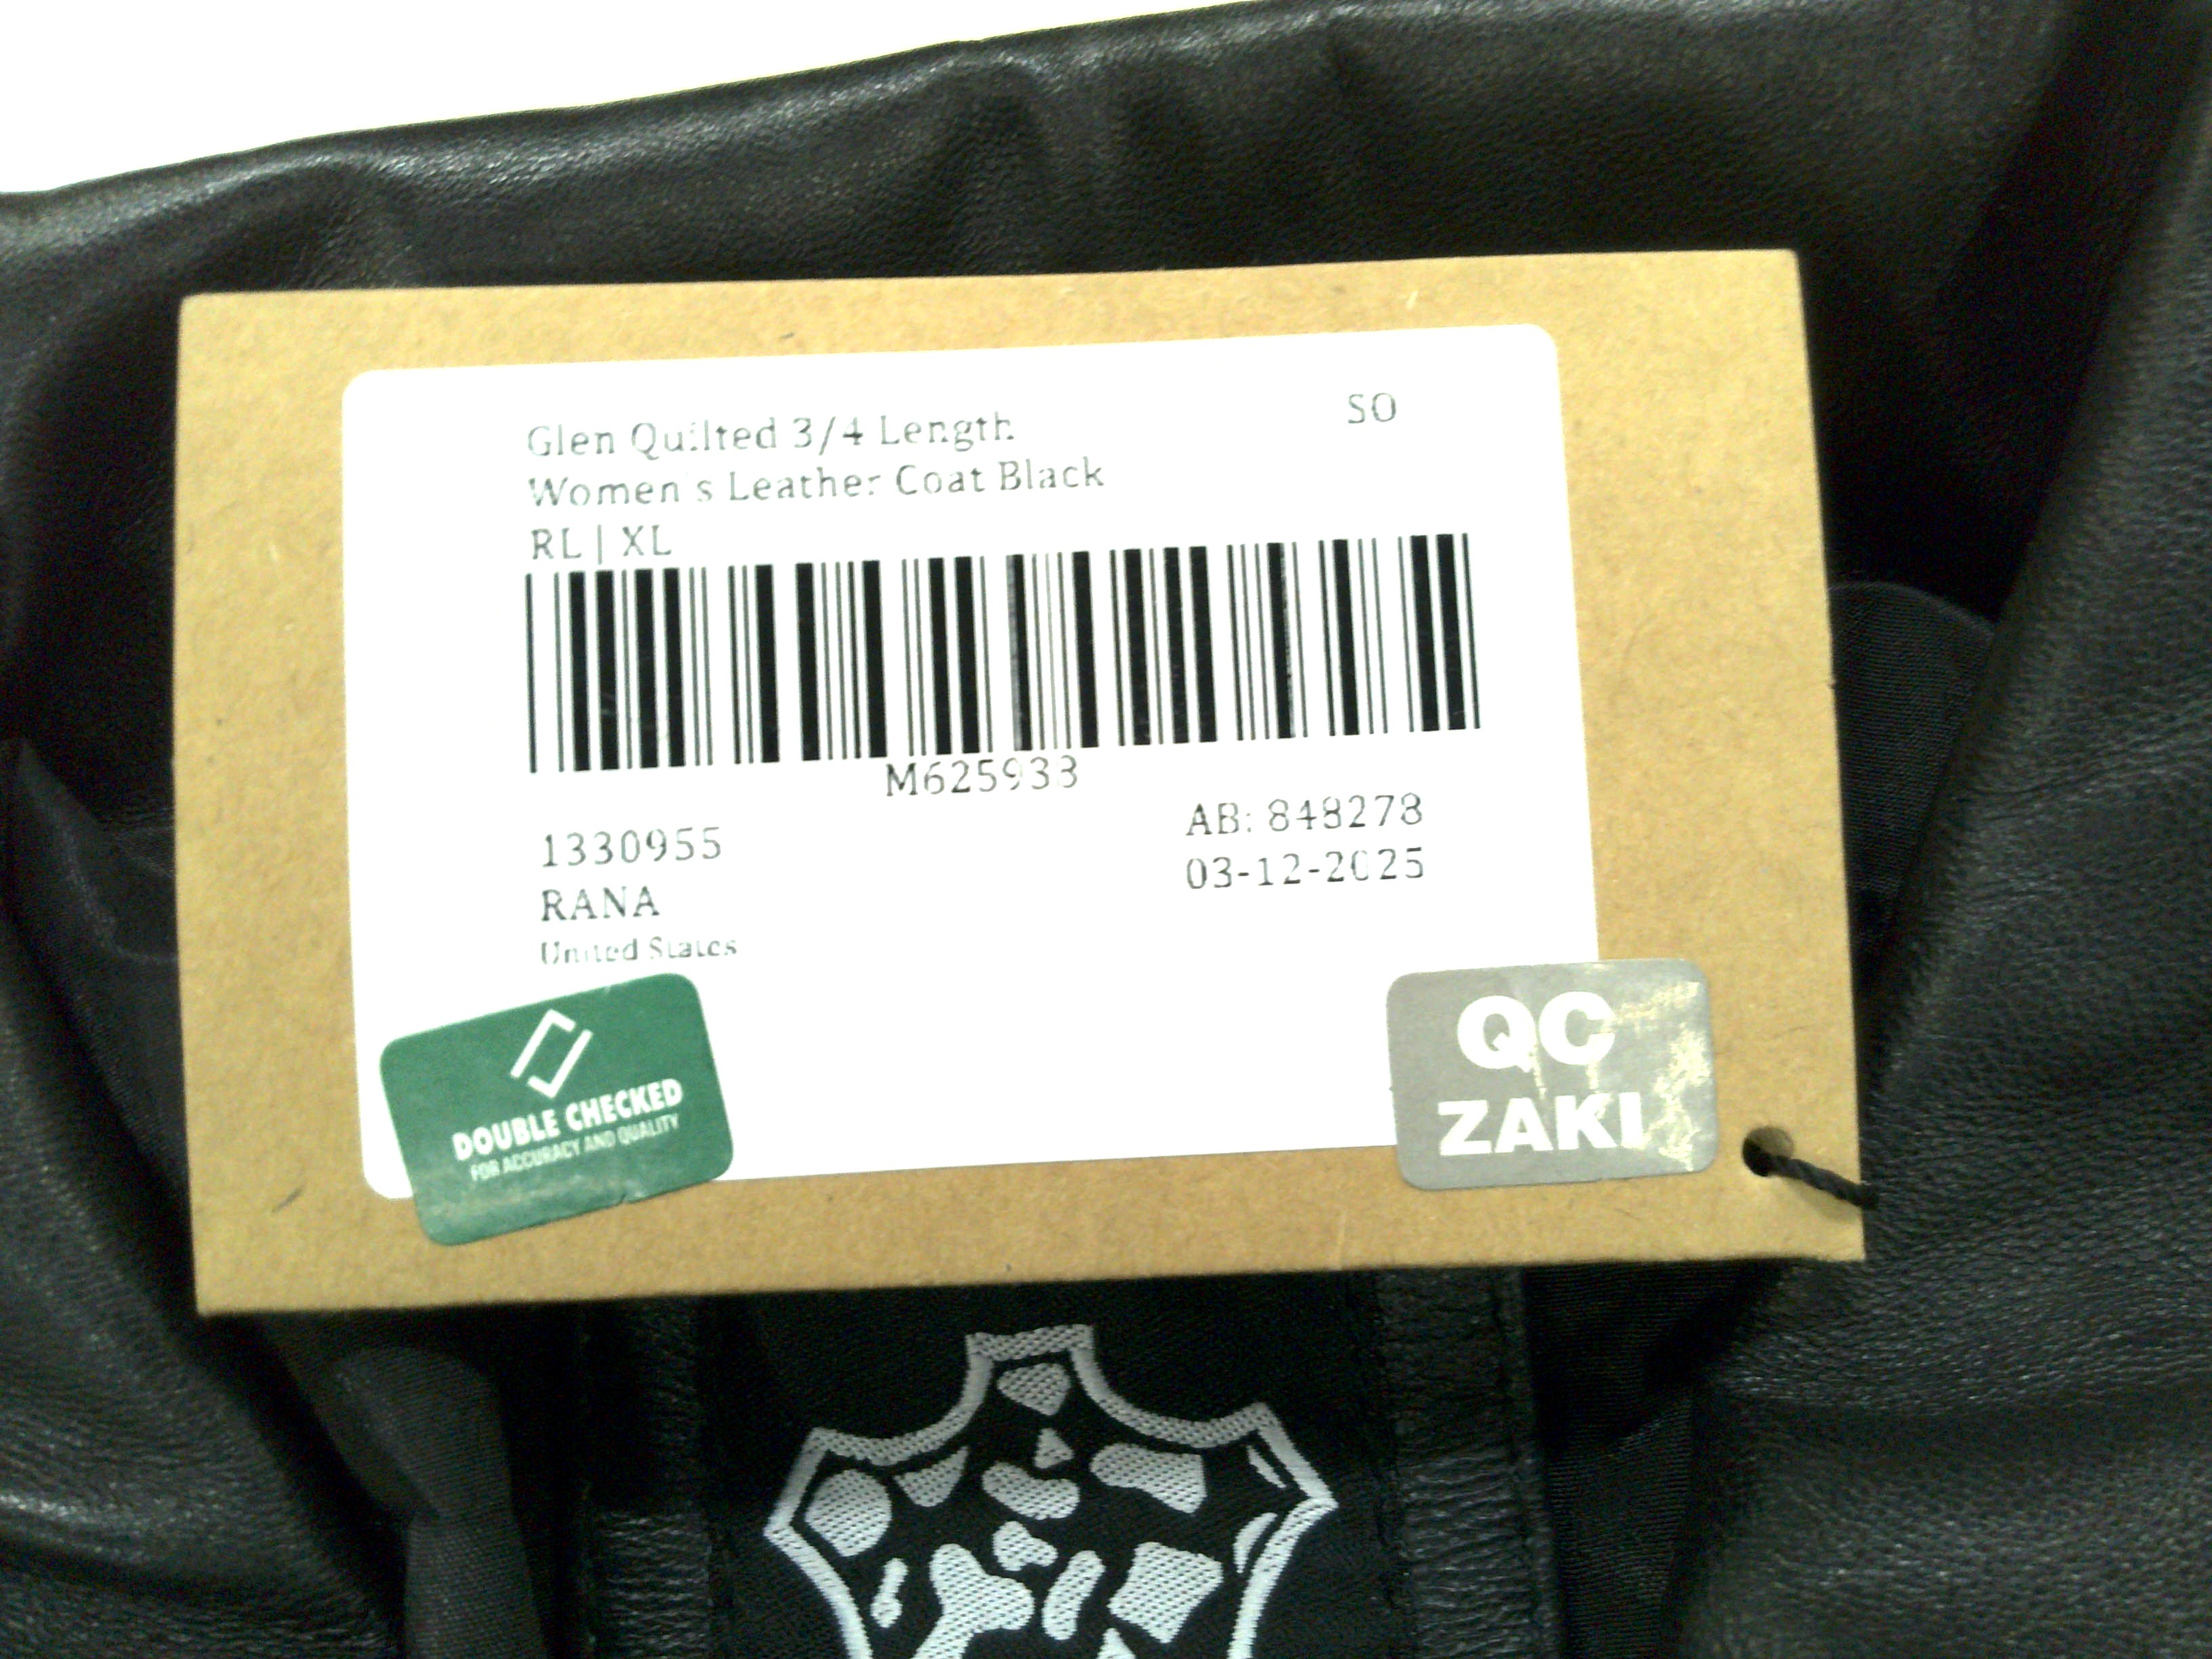 Glen Quilted 3/4 Length
SO
Women's Leather Coat Black
RL | XL
M625938
1330955
AB: 848278
RANA
03-12-2025
United States
DOUBLE CHECKED
FOR ACCURACY AND QUALITY
QC
ZAKI